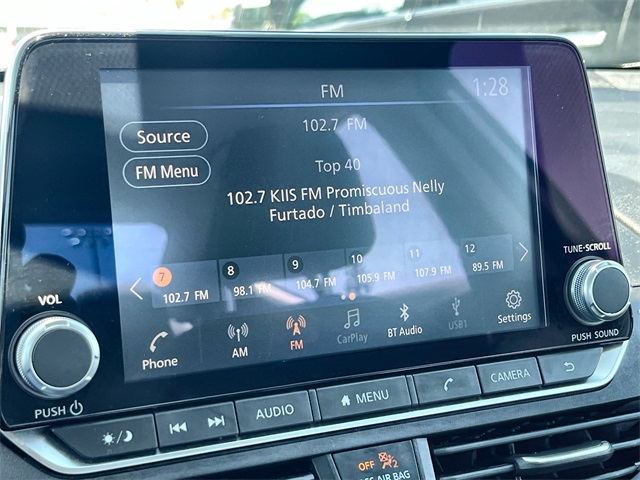 FM
1:28
102.7 FM
Source
Top 40
FM Menu
102.7 KIIS FM Promiscuous Nelly
Furtado / Timbaland
7
102.7 FM
8
98.1 FM
9
104.7 FM
10
105.9 FM
11
107.9 FM
12
89.5 FM
Phone
AM
FM
CarPlay
BT Audio
USB1
Settings
VOL
PUSH
TUNE·SCROLL
PUSH SOUND
AUDIO
MENU
CAMERA
OFF
2
AIR BAG